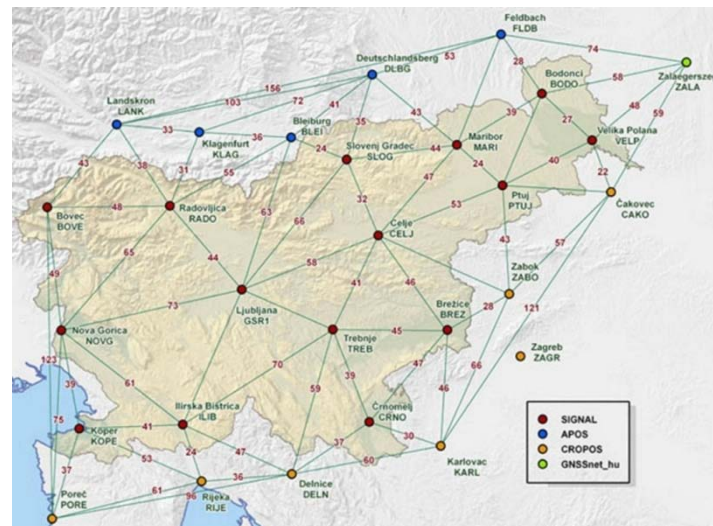 Feldbach
FLDB
Deutschlandsberg
DLBG
53
74
28
Bodonci
BODO
58
Zalaegerszeg
ZALA
156
103
72
41
43
39
48
59
Landskron
LANK
33
Klagenfurt
KLAG
36
Bleiburg
BLEI
35
24
Slovenj Gradec
SLOG
44
Maribor
MARI
27
Velika Polana
VELP
43
38
31
55
24
40
22
47
Ptuj
PTUJ
Čakovec
CAKO
Bovec
BOVE
48
Radovljica
RADO
63
66
32
53
Celje
CELJ
43
57
49
65
44
58
Zabok
ZABO
41
46
28
121
73
Ljubljana
GSR1
Brežice
BREZ
Nova Gorica
NOVG
Trebnje
TREB
45
Zagreb
ZAGR
123
70
47
66
39
61
59
39
46
75
Koper
KOPE
41
Ilirska Bistrica
ILIB
Črnomelj
CRNO
37
30
37
53
24
47
60
Karlovac
KARL
Poreč
PORE
61
96
36
Rijeka
RIJE
Delnice
DELN
SIGNAL
APOS
CROPOS
GNSSnet_hu